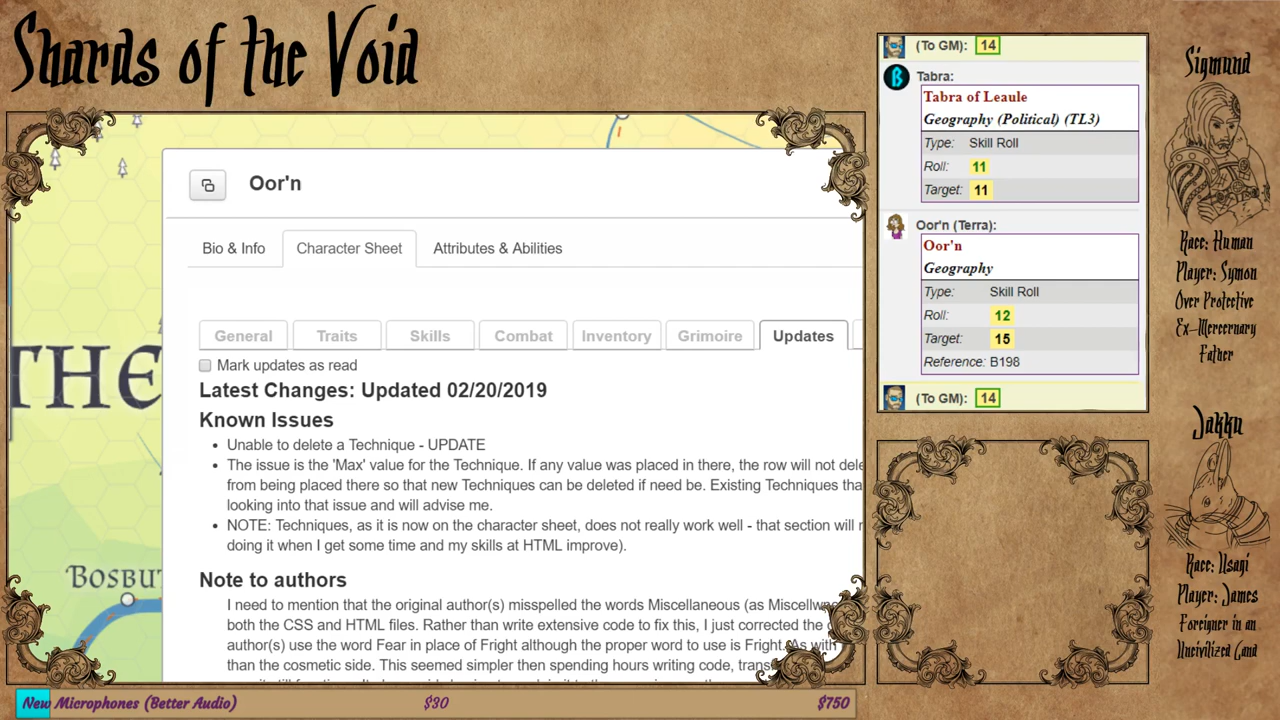 Shards of the Void
Oor'n
Bio & Info
Character Sheet
Attributes & Abilities
General
Traits
Skills
Combat
Inventory
Grimoire
Updates
Mark updates as read
Latest Changes: Updated 02/20/2019
Known Issues
Unable to delete a Technique - UPDATE
The issue is the 'Max' value for the Technique. If any value was placed in there, the row will not dele
from being placed there so that new Techniques can be deleted if need be. Existing Techniques tha
looking into that issue and will advise me.
NOTE: Techniques, as it is now on the character sheet, does not really work well - that section will
doing it when I get some time and my skills at HTML improve).
Note to authors
I need to mention that the original author(s) misspelled the words Miscellaneous (as
both the CSS and HTML files. Rather than write extensive code to fix this, I just corrected the
author(s) use the word Fear in place of Fright although the proper word to use is Fright. As with
than the cosmetic side. This seemed simpler then spending hours writing code,
THE
BOSBU
(To GM): 14
Tabra:
Tabra of Leaule
Geography (Political) (TL3)
Type: Skill Roll
Roll: 11
Target: 11
Oor'n (Terra):
Oor'n
Geography
Type: Skill Roll
Roll: 12
Target: 15
Reference: B198
(To GM): 14
Sigmund
Race: Human
Player: Symon
Over Protective
Ex-Mercernary
Father
Jakku
Race: Usagi
Player: James
Foreigner in an
Uncivilized Land
New Microphones (Better Audio)
$30
$750